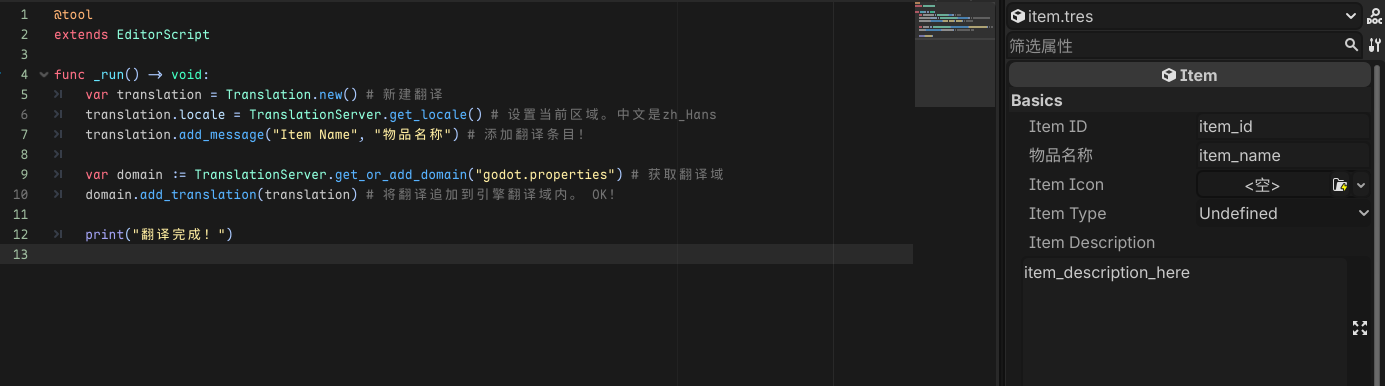 1 @tool
2 extends EditorScript
3
4 func _run() -> void:
5 var translation = Translation.new() # 新建翻译
6 translation.locale = TranslationServer.get_locale() # 设置当前区域。中文是zh_Hans
7 translation.add_message("Item Name", "物品名称") # 添加翻译条目!
8
9 var domain := TranslationServer.get_or_add_domain("godot.properties") # 获取翻译域
10 domain.add_translation(translation) # 将翻译追加到引擎翻译域内。 OK!
11
12 print("翻译完成! ")
13
item.tres
DOC
筛选属性
Item
Basics
Item ID item_id
物品名称 item_name
Item Icon <空>
Item Type Undefined
Item Description
item_description_here